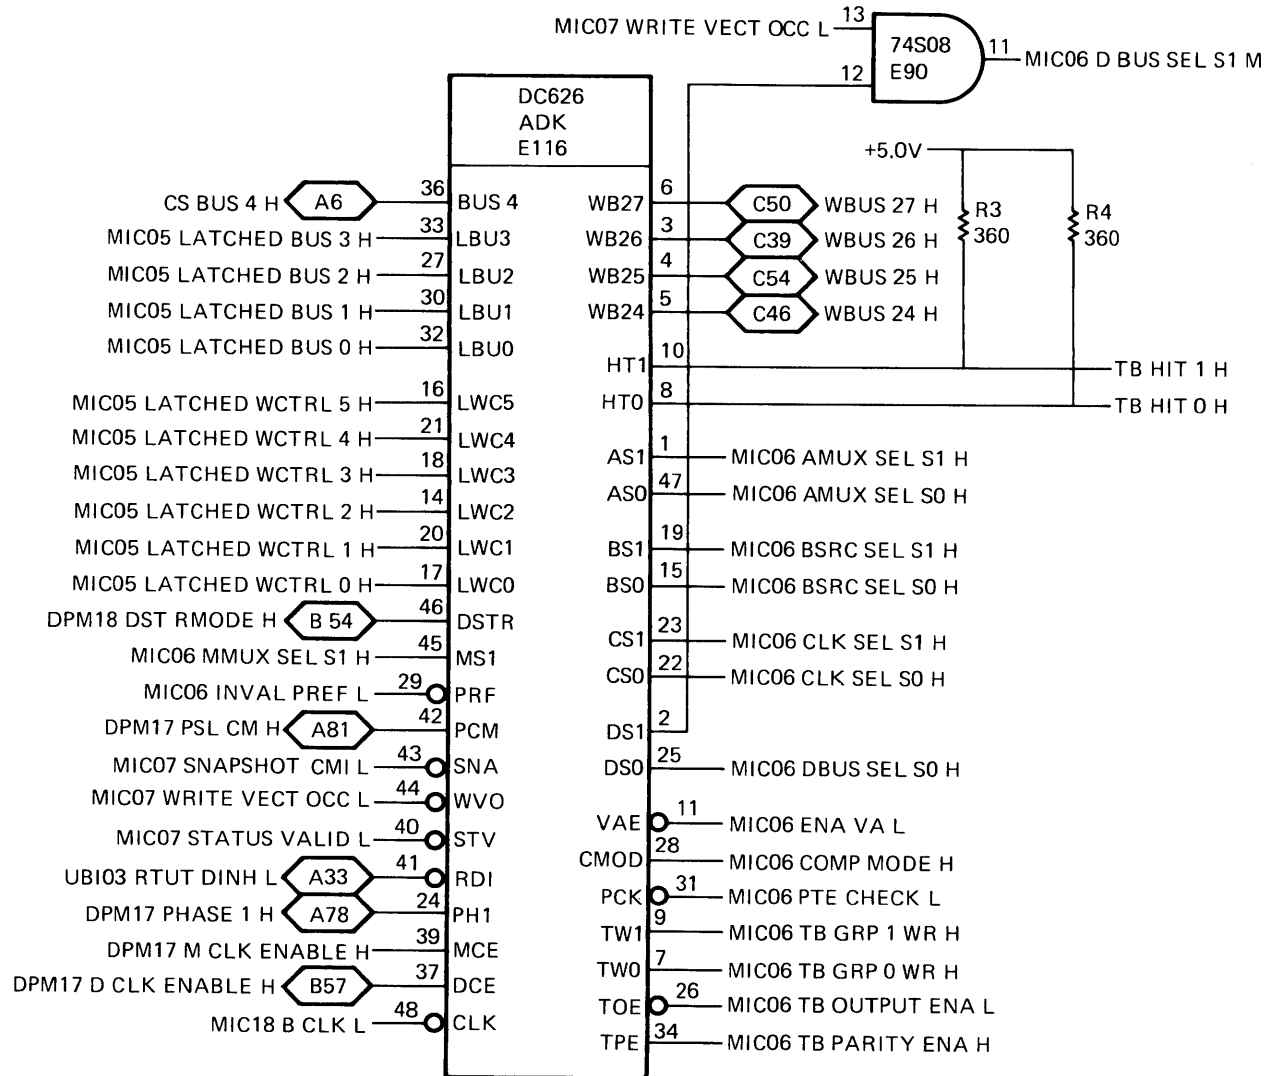 MIC07 WRITE VECT OCC L 13
74S08
E90
12
11 MIC06 D BUS SEL S1 M
DC626
ADK
E116
+5.0V
R3
360
R4
360
CS BUS 4 H A6 36 BUS 4
MIC05 LATCHED BUS 3 H 33 LBU3
MIC05 LATCHED BUS 2 H 27 LBU2
MIC05 LATCHED BUS 1 H 30 LBU1
MIC05 LATCHED BUS 0 H 32 LBU0
MIC05 LATCHED WCTRL 5 H 16 LWC5
MIC05 LATCHED WCTRL 4 H 21 LWC4
MIC05 LATCHED WCTRL 3 H 18 LWC3
MIC05 LATCHED WCTRL 2 H 14 LWC2
MIC05 LATCHED WCTRL 1 H 20 LWC1
MIC05 LATCHED WCTRL 0 H 17 LWC0
DPM18 DST RMODE H B 54 46 DSTR
MIC06 MMUX SEL S1 H 45 MS1
MIC06 INVAL PREF L 29 PRF
DPM17 PSL CM H A81 42 PCM
MIC07 SNAPSHOT CMI L 43 SNA
MIC07 WRITE VECT OCC L 44 WVO
MIC07 STATUS VALID L 40 STV
UBI03 RTUT DINH L A33 41 RDI
DPM17 PHASE 1 H A78 24 PH1
DPM17 M CLK ENABLE H 39 MCE
DPM17 D CLK ENABLE H B57 37 DCE
MIC18 B CLK L 48 CLK
WB27 6 C50 WBUS 27 H
WB26 3 C39 WBUS 26 H
WB25 4 C54 WBUS 25 H
WB24 5 C46 WBUS 24 H
HT1 10 TB HIT 1 H
HT0 8 TB HIT 0 H
AS1 1 MIC06 AMUX SEL S1 H
AS0 47 MIC06 AMUX SEL S0 H
BS1 19 MIC06 BSRC SEL S1 H
BS0 15 MIC06 BSRC SEL S0 H
CS1 23 MIC06 CLK SEL S1 H
CS0 22 MIC06 CLK SEL S0 H
DS1 2
DS0 25 MIC06 DBUS SEL S0 H
VAE 11 MIC06 ENA VA L
CMOD 28 MIC06 COMP MODE H
PCK 31 MIC06 PTE CHECK L
TW1 9 MIC06 TB GRP 1 WR H
TW0 7 MIC06 TB GRP 0 WR H
TOE 26 MIC06 TB OUTPUT ENA L
TPE 34 MIC06 TB PARITY ENA H